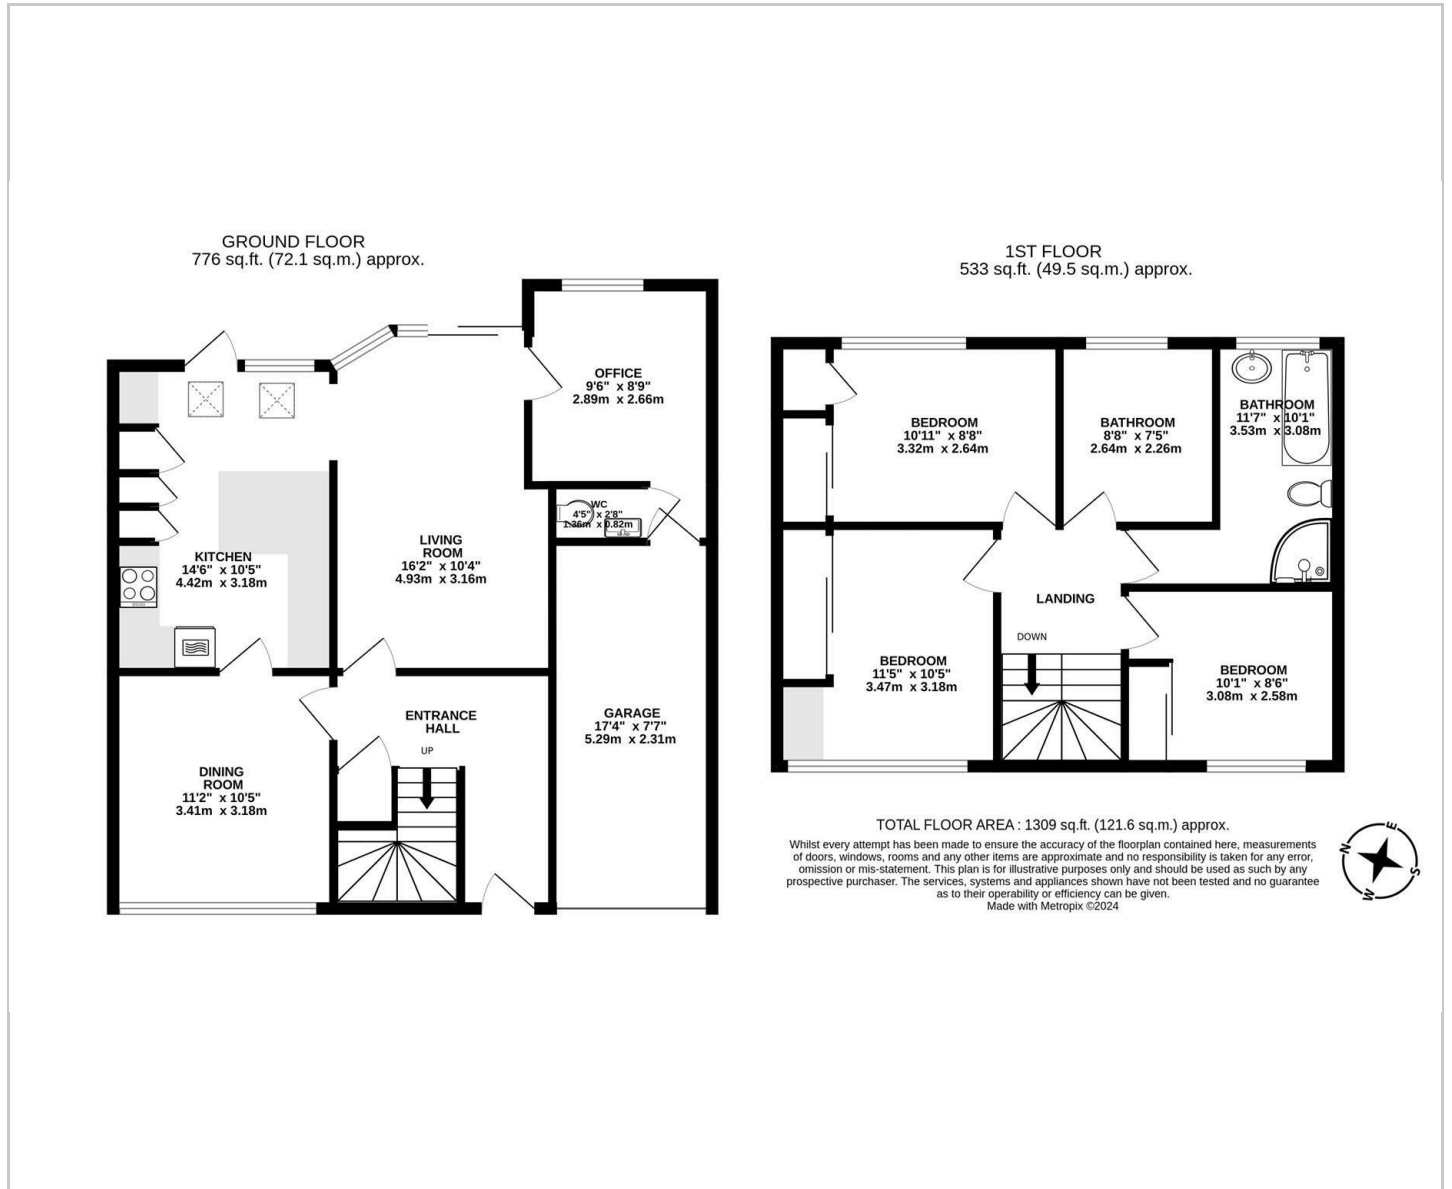 GROUND FLOOR
776 sq.ft. (72.1 sq.m.) approx.
OFFICE
9'6" x 8'9"
2.89m x 2.66m
WC
4'5" x 2'8"
1.36m x 0.82m
KITCHEN
14'6" x 10'5"
4.42m x 3.18m
LIVING
ROOM
16'2" x 10'4"
4.93m x 3.16m
ENTRANCE
HALL
UP
GARAGE
17'4" x 7'7"
5.29m x 2.31m
DINING
ROOM
11'2" x 10'5"
3.41m x 3.18m
1ST FLOOR
533 sq.ft. (49.5 sq.m.) approx.
BEDROOM
10'11" x 8'8"
3.32m x 2.64m
BATHROOM
8'8" x 7'5"
2.64m x 2.26m
BATHROOM
11'7" x 10'1"
3.53m x 3.08m
LANDING
DOWN
BEDROOM
11'5" x 10'5"
3.47m x 3.18m
BEDROOM
10'1" x 8'6"
3.08m x 2.58m
TOTAL FLOOR AREA : 1309 sq.ft. (121.6 sq.m.) approx.
Whilst every attempt has been made to ensure the accuracy of the floorplan contained here, measurements
of doors, windows, rooms and any other items are approximate and no responsibility is taken for any error,
omission or mis-statement. This plan is for illustrative purposes only and should be used as such by any
prospective purchaser. The services, systems and appliances shown have not been tested and no guarantee
as to their operability or efficiency can be given.
Made with Metropix ©2024
N
E
S
W